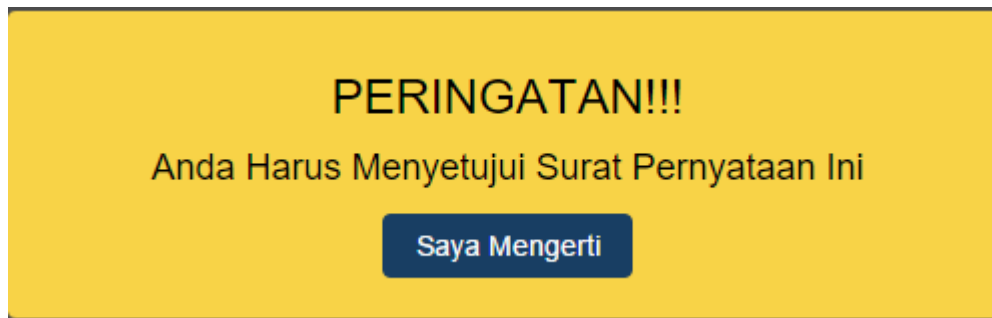 PERINGATAN!!!
Anda Harus Menyetujui Surat Pernyataan Ini
Saya Mengerti